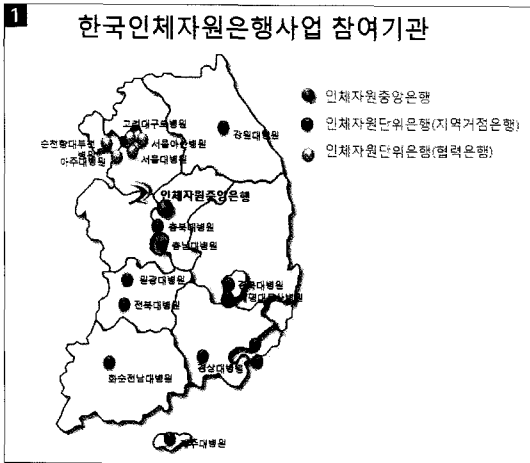 1
한국인체자원은행사업 참여기관
인체자원중앙은행
인체자원단위은행(지역거점은행)
인체자원단위은행(협력은행)
고려대구로병원
강원대병원
순천향대부천
병원
서울아산병원
아주대병원
서울대병원
인체자원중앙은행
충북대병원
충남대병원
원광대병원
경북대병원
전북대병원
화순전남대병원
경상대병원
제주대병원